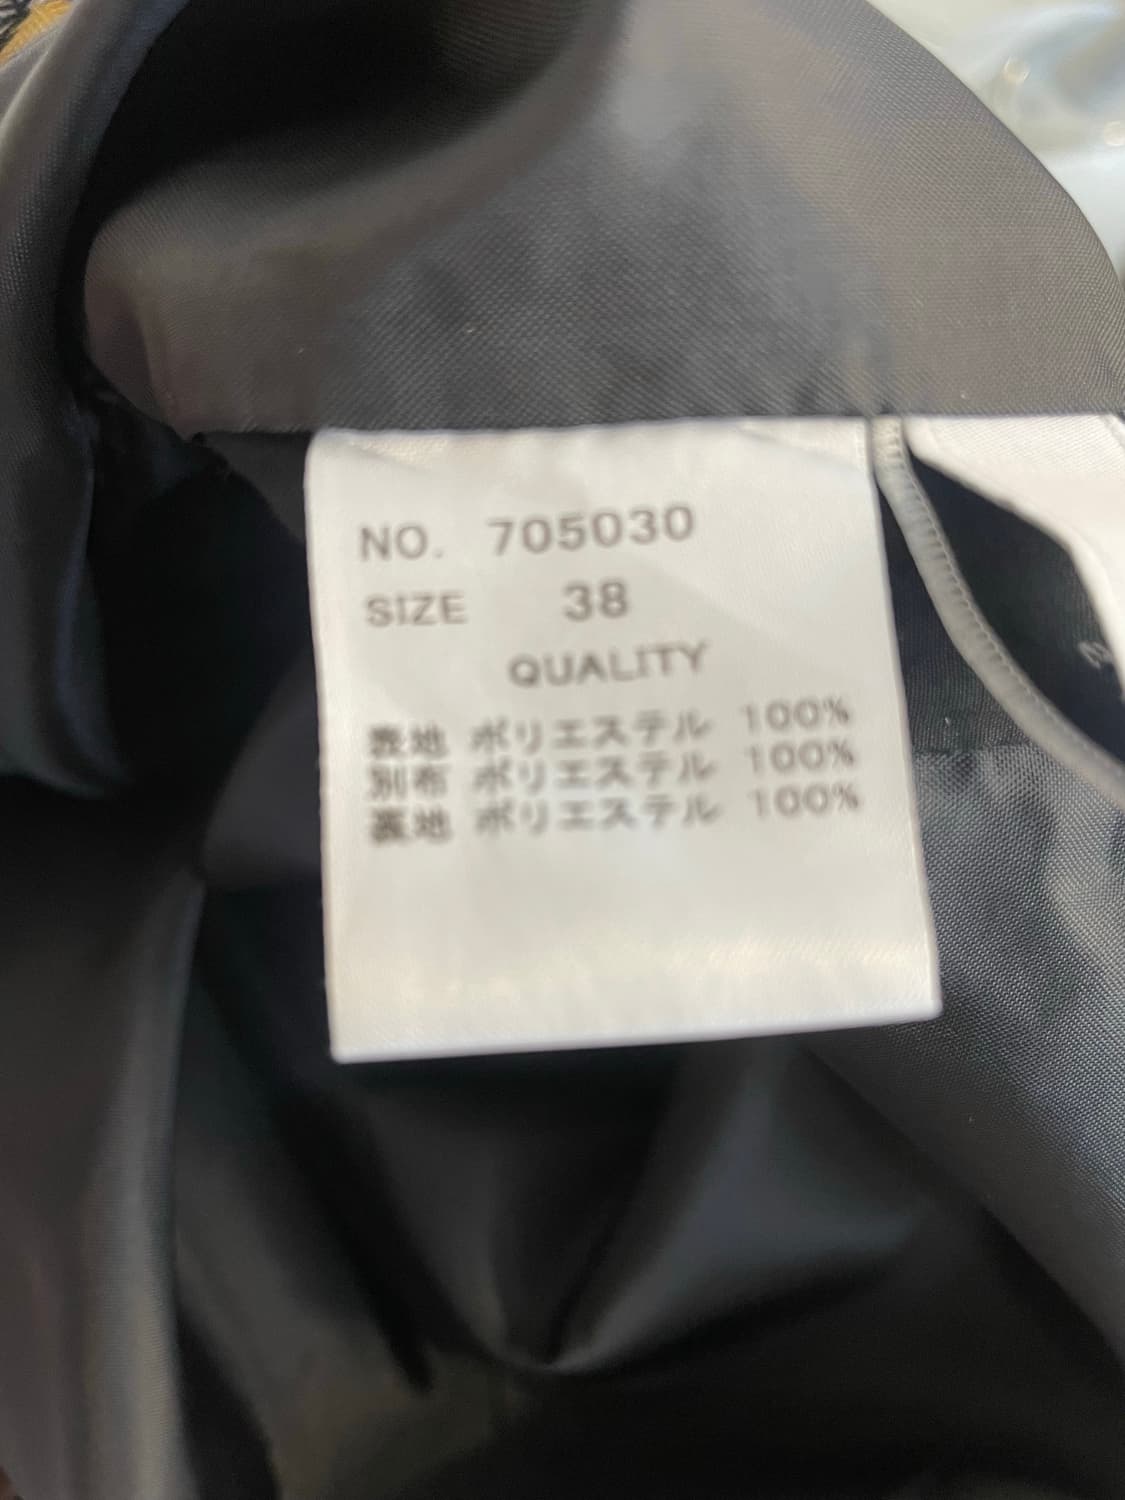 NO. 705030
SIZE 38
QUALITY
表地 ポリエステル 100%
別布 ポリエステル 100%
裏地 ポリエステル 100%